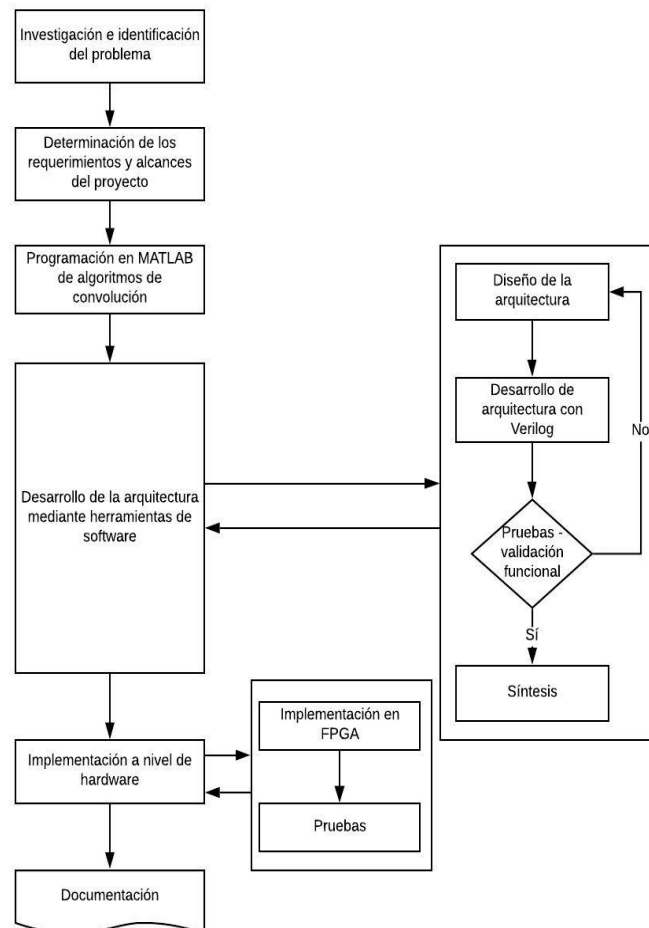 Investigación e identificación
del problema
Determinación de los
requerimientos y alcances
del proyecto
Programación en MATLAB
de algoritmos de
convolución
Desarrollo de la arquitectura
mediante herramientas de
software
Diseño de la
arquitectura
Desarrollo de
arquitectura con
Verilog
No
Pruebas -
validación
funcional
Sí
Síntesis
Implementación a nivel de
hardware
Implementación en
FPGA
Pruebas
Documentación